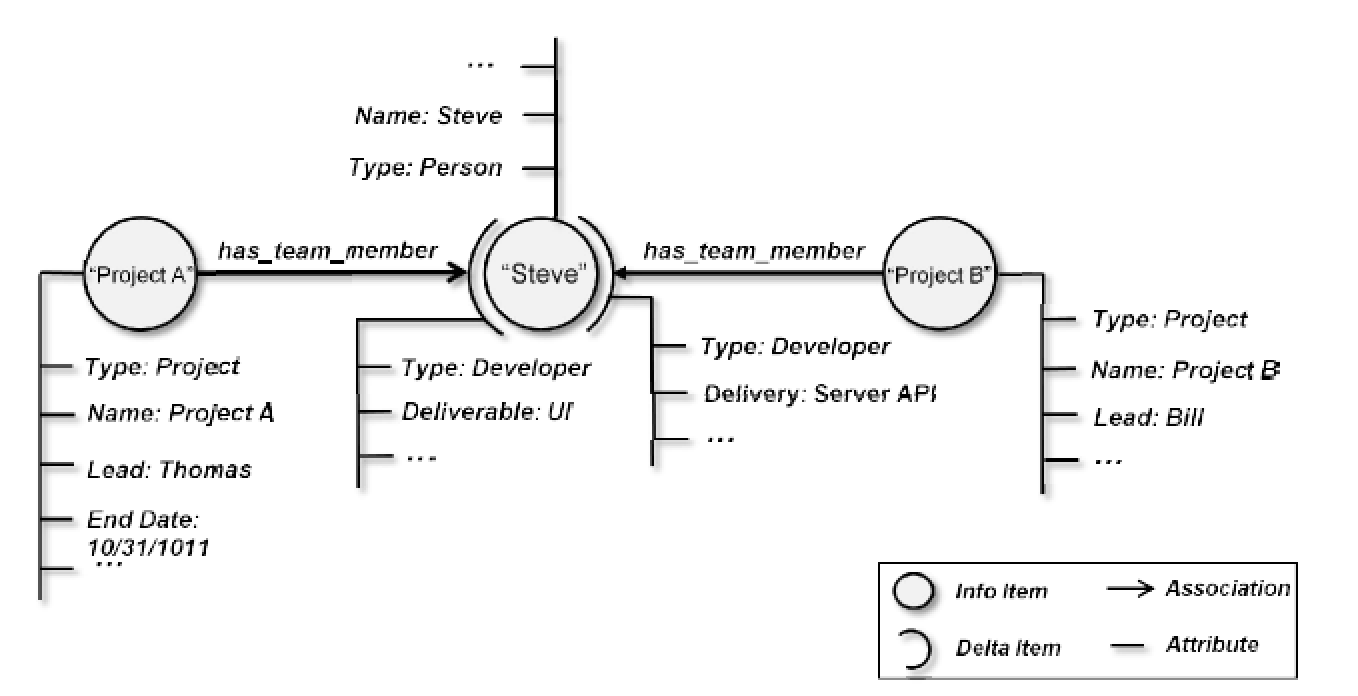 ...
Name: Steve
Type: Person
has_team_member
has_team_member
"Project A"
"Steve"
"Project B"
Type: Project
Name: Project A
Lead: Thomas
End Date:
10/31/1011
...
Type: Developer
Deliverable: UI
...
Type: Developer
Delivery: Server API
...
Type: Project
Name: Project B
Lead: Bill
...
Info Item
Association
Delta Item
Attribute